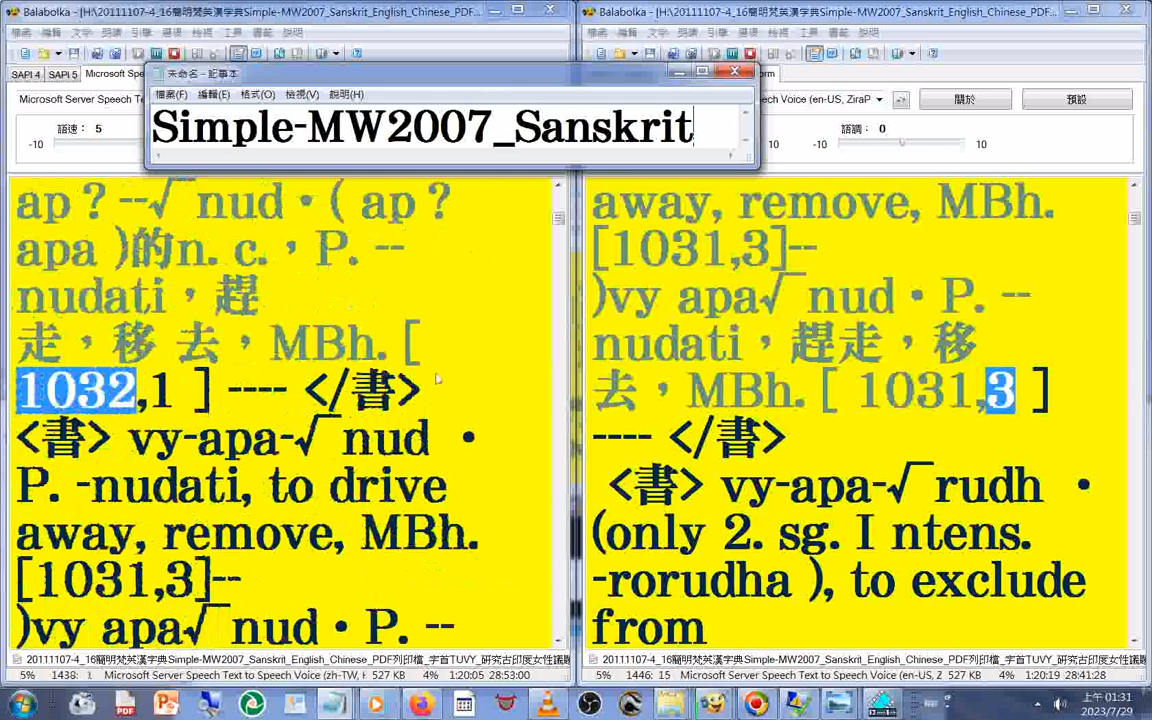 Balabolka - [H:\20111107-4_16簡明梵英漢字典Simple-MW2007_Sanskrit_English_Chinese_PDF...
Balabolka - [H:\20111107-4_16簡明梵英漢字典Simple-MW2007_Sanskrit_English_Chinese_PDF...
SAPI 4 SAPI 5 Microsoft Spee
未命名 - 記事本
檔案(F) 編輯(E) 格式(O) 檢視(V) 說明(H)
Simple-MW2007_Sanskrit
Microsoft Server Speech Te
語速： 5
-10
ech Voice (en-US, ZiraP
關於
預設
語調： 0
10
-10
10
ap？--√ nud•( ap？
apa )的n. c.，P. --
nudati，趕
走，移 去，MBh. [
1032,1 ] ---- </書>
<書> vy-apa-√ nud •
P. -nudati, to drive
away, remove, MBh.
[1031,3]--
)vy apa√ nud• P. --
away, remove, MBh.
[1031,3]--
)vy apa√ nud• P. --
nudati，趕走，移
去，MBh. [ 1031,3 ]
---- </書>
<書> vy-apa-√ rudh •
(only 2. sg. I ntens.
-rorudha ), to exclude
from
20111107-4_16簡明梵英漢字典Simple-MW2007_Sanskrit_English_Chinese_PDF列印檔_字首TUVY_研究古印度女性議題
20111107-4_16簡明梵英漢字典Simple-MW2007_Sanskrit_English_Chinese_PDF列印檔_字首TUVY_研究古印度女性議題
5% 1438: 1 Microsoft Server Speech Text to Speech Voice (zh-TW, H 527 KB 4% 1:20:05 28:53:00
5% 1446: 15 Microsoft Server Speech Text to Speech Voice (en-US, Z 527 KB 4% 1:20:19 28:41:28
上午 01:31
2023/7/29